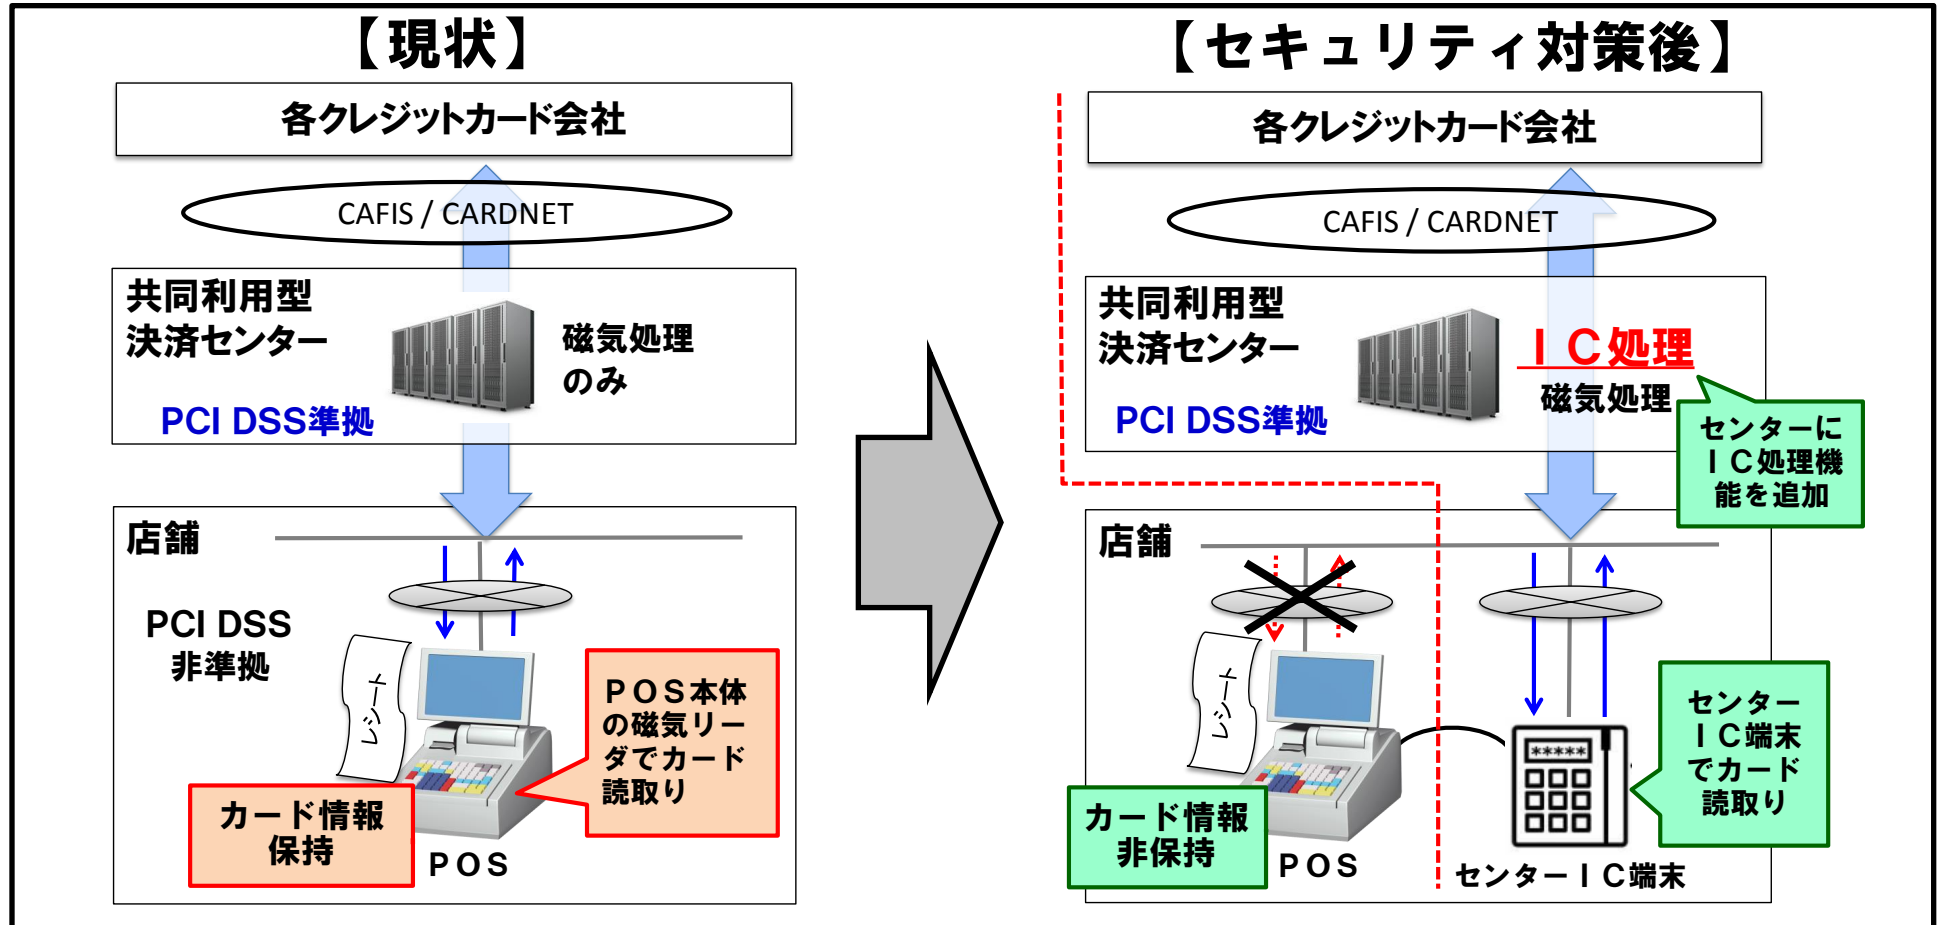 【現状】
各クレジットカード会社
CAFIS / CARDNET
共同利用型
決済センター
磁気処理
のみ
PCI DSS準拠
店舗
PCI DSS
非準拠
レシート
POS本体
の磁気リー
ダでカード
読取り
カード情報
保持
POS
【セキュリティ対策後】
各クレジットカード会社
CAFIS / CARDNET
共同利用型
決済センター
IC処理
磁気処理
PCI DSS準拠
センターに
IC処理機
能を追加
店舗
レシート
カード情報
非保持
POS
*****
センター
IC端末
でカード
読取り
センターIC端末